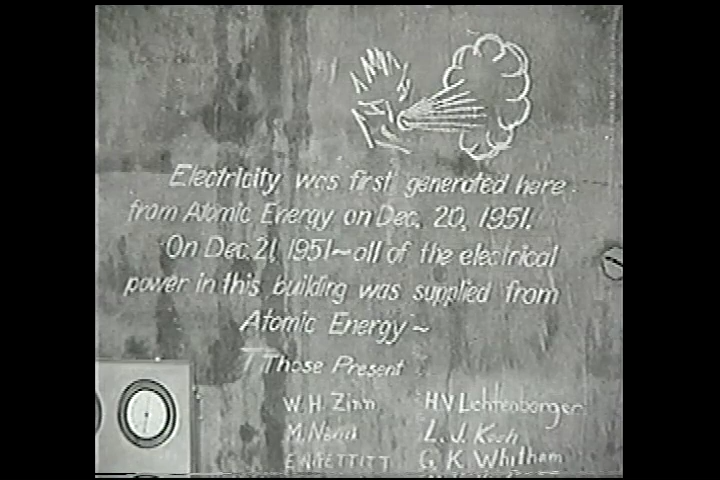 Electricity was first generated here
from Atomic Energy on Dec. 20, 1951.
On Dec. 21, 1951~ all of the electrical
power in this building was supplied from
Atomic Energy~
Those Present
W. H. Zinn H.V. Lichtenberger
M. Novick L. J. Koch
E.W. PETTITT G. K. Whitham